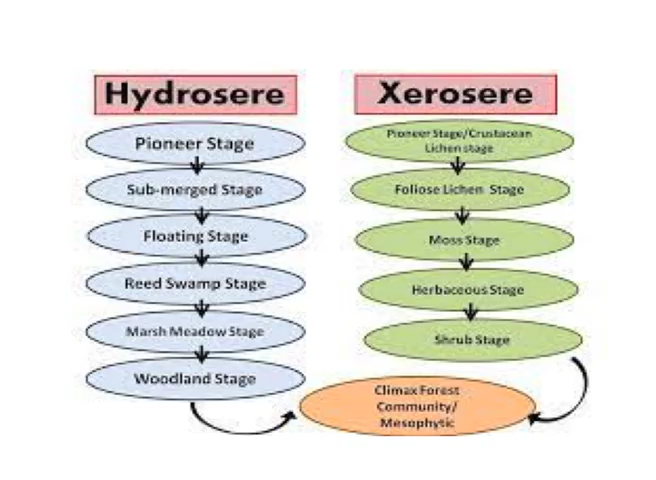 Hydrosere
Pioneer Stage
Sub-merged Stage
Floating Stage
Reed Swamp Stage
Marsh Meadow Stage
Woodland Stage
Xerosere
Pioneer Stage/Crustacean
Lichen stage
Foliose Lichen Stage
Moss Stage
Herbaceous Stage
Shrub Stage
Climax Forest
Community/
Mesophytic